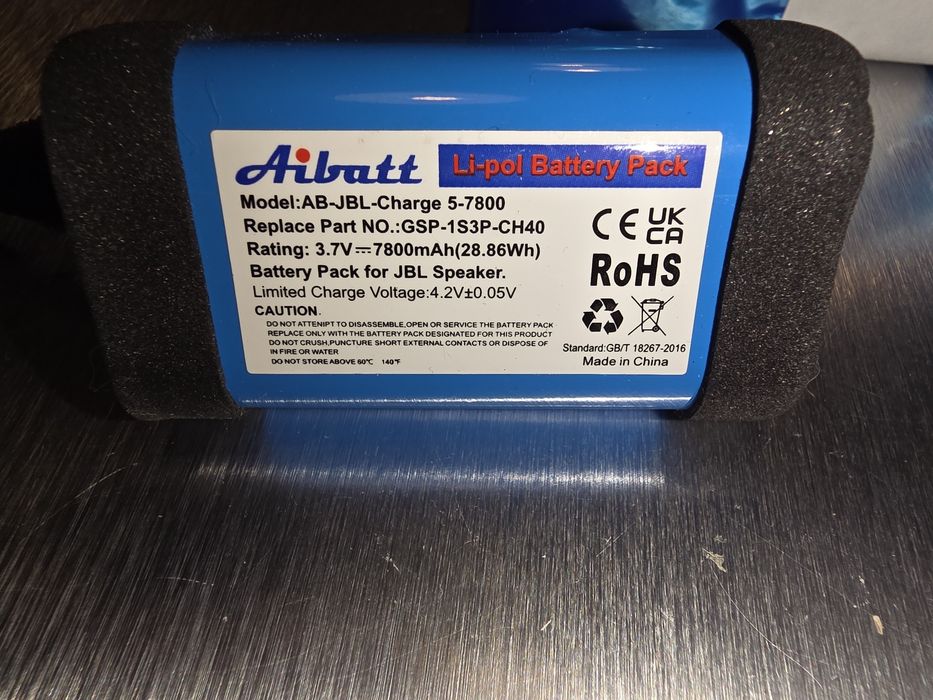 Aibatt
Li-pol Battery Pack
Model:AB-JBL-Charge 5-7800
Replace Part NO.:GSP-1S3P-CH40
Rating: 3.7V⎓7800mAh(28.86Wh)
Battery Pack for JBL Speaker.
Limited Charge Voltage:4.2V±0.05V
CAUTION.
DO NOT ATTENIPT TO DISASSEMBLE,OPEN OR SERVICE THE BATTERY PACK
REPLACE ONLY WITH THE BATTERY PACK DESIGNATED FOR THIS PRODUCT
DO NOT CRUSH,PUNCTURE SHORT EXTERNAL CONTACTS OR DISPOSE OF
IN FIRE OR WATER
DO NOT STORE ABOVE 60℃ 140℉
CE UK
CA
RoHS
Standard:GB/T 18267-2016
Made in China